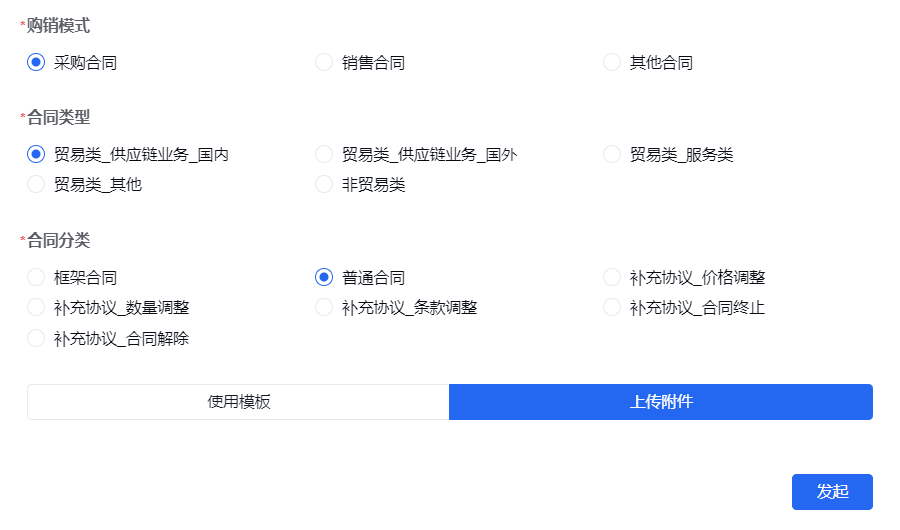 *购销模式
采购合同 销售合同 其他合同
*合同类型
贸易类_供应链业务_国内 贸易类_供应链业务_国外 贸易类_服务类
贸易类_其他 非贸易类
*合同分类
框架合同 普通合同 补充协议_价格调整
补充协议_数量调整 补充协议_条款调整 补充协议_合同终止
补充协议_合同解除
使用模板 上传附件
发起